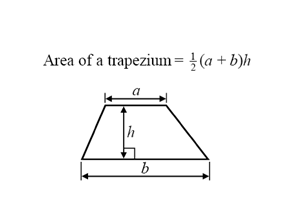 Area of a trapezium = ½(a + b)h
a
h
b